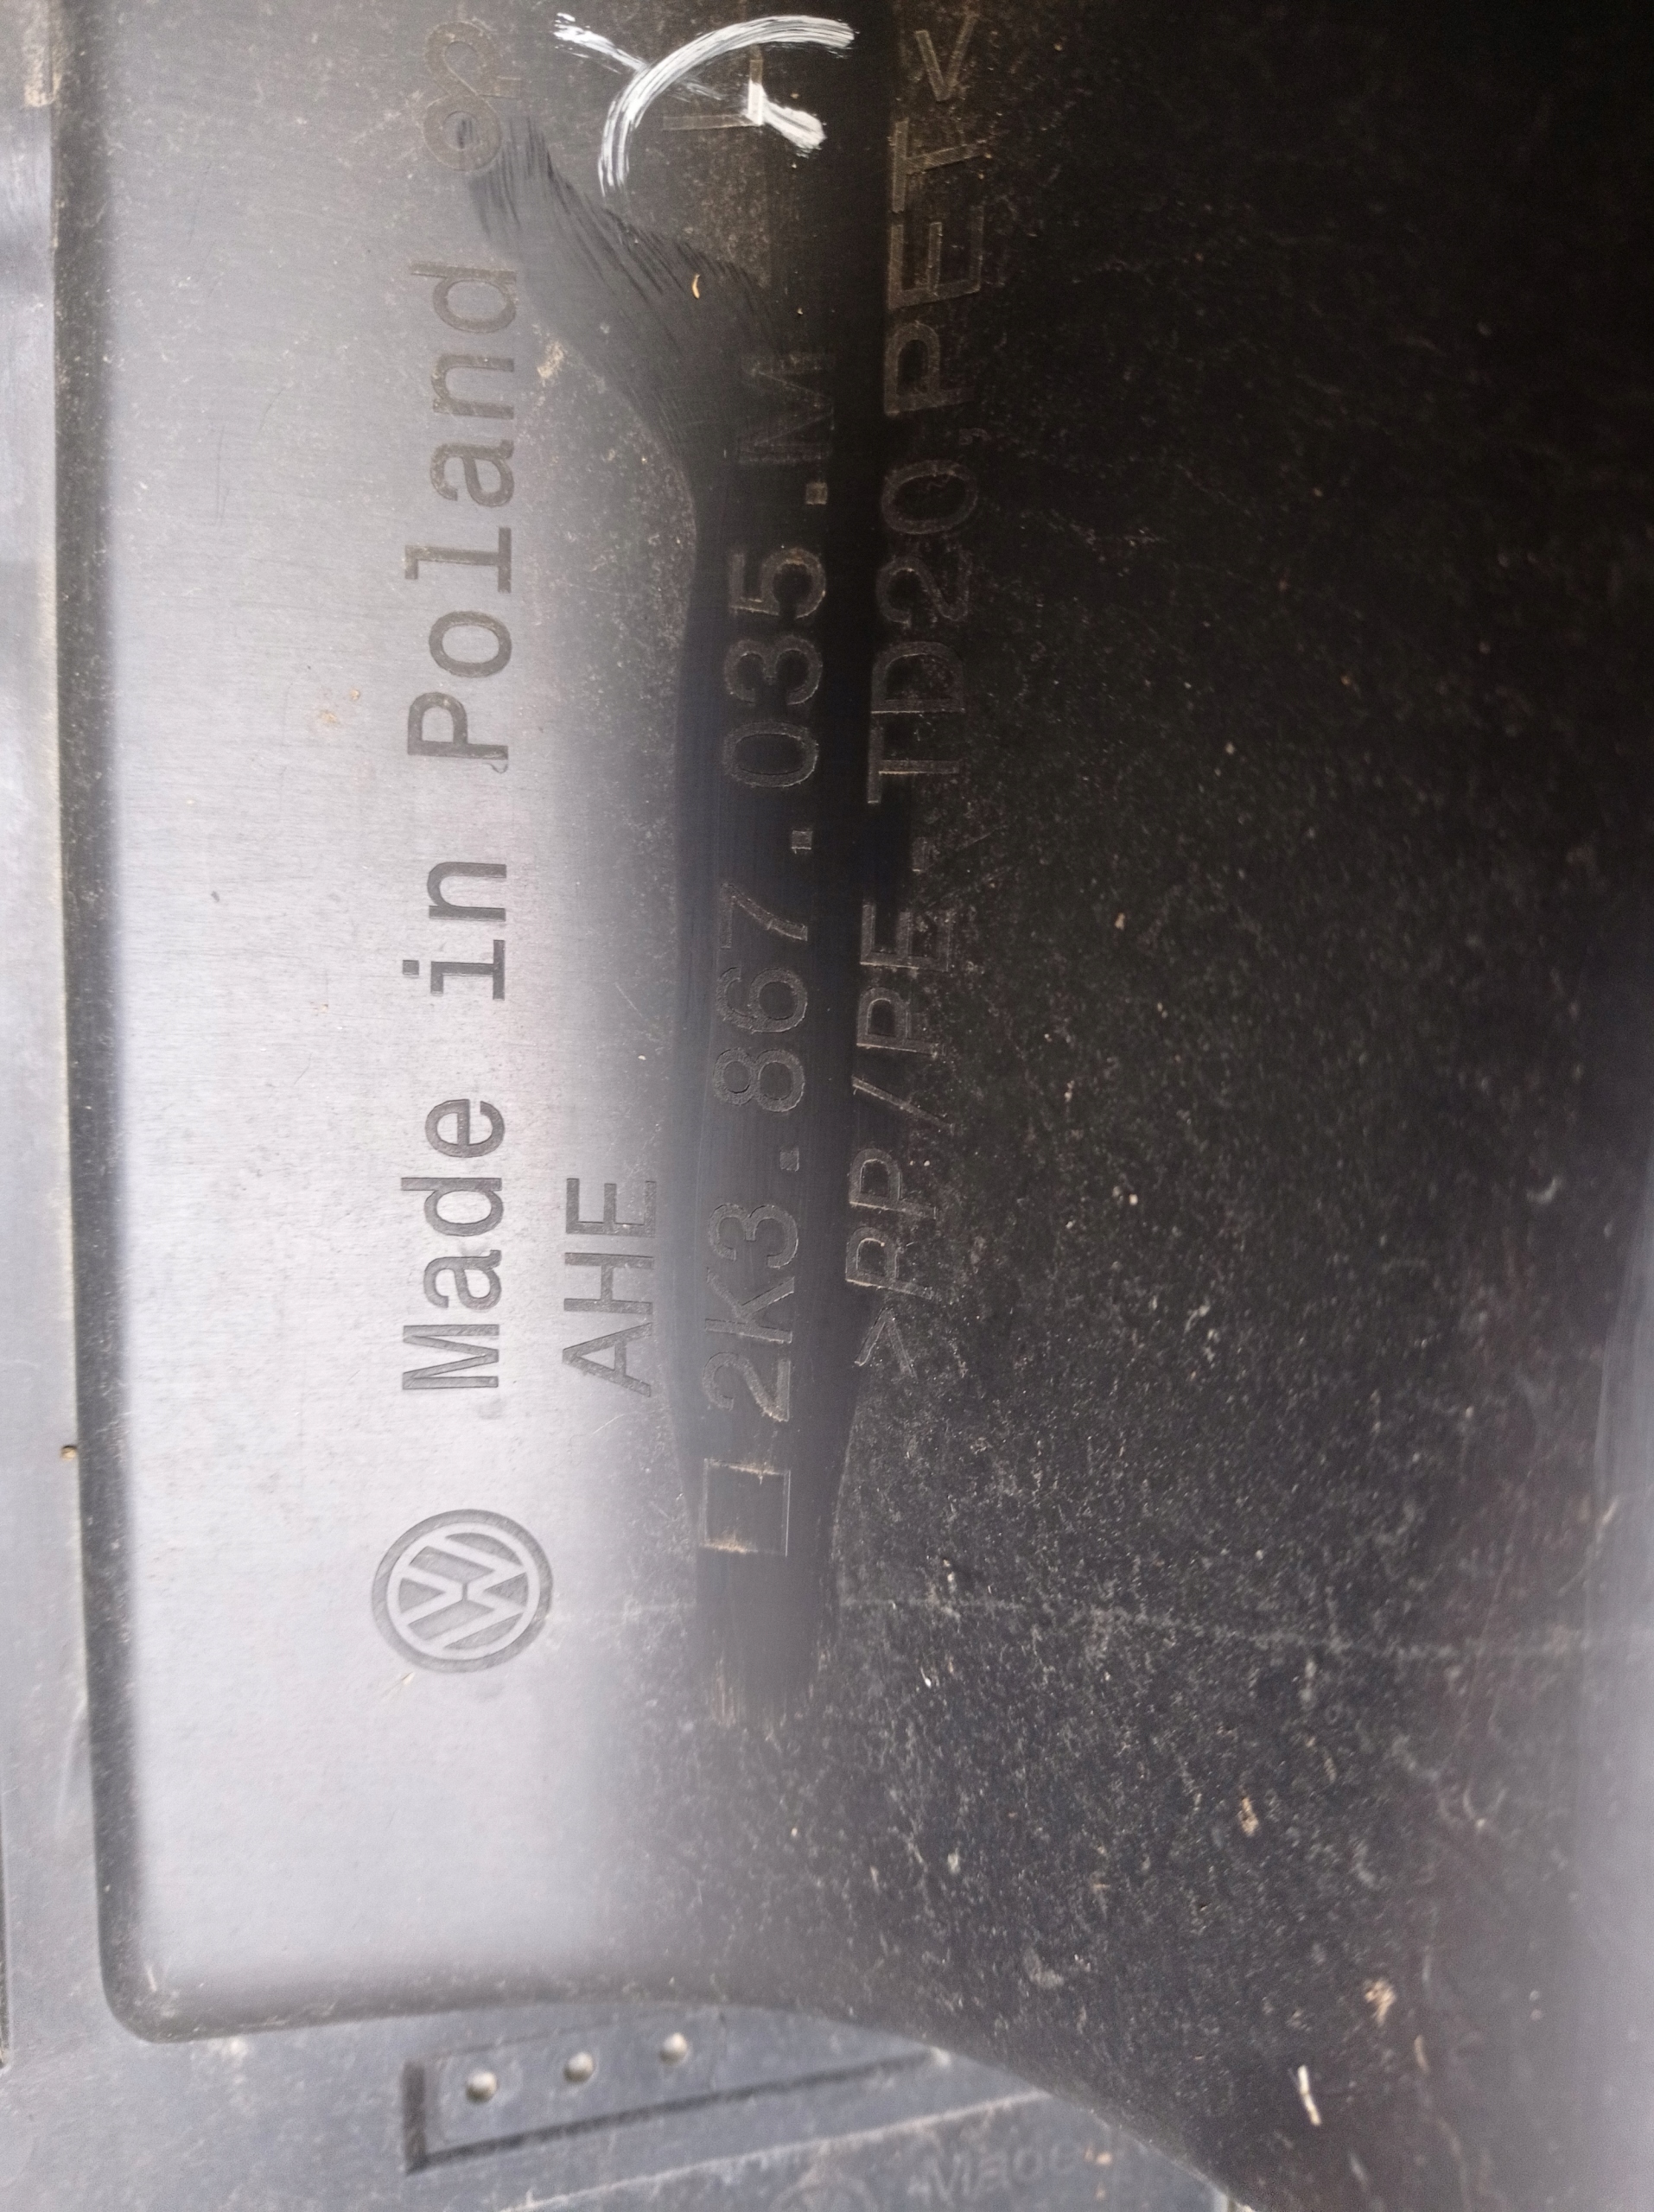 Made in Poland
AHE
2K3.867.035.M
>PP/PE-TD20,PET<